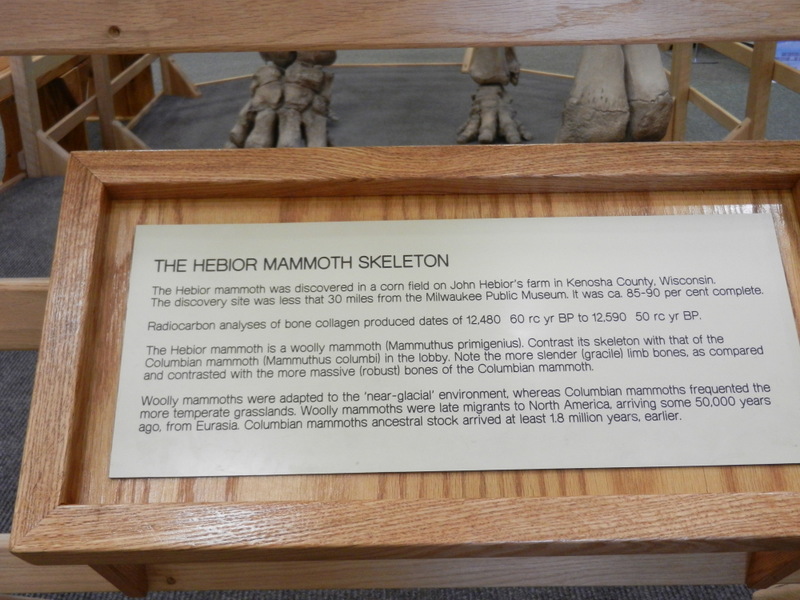 THE HEBIOR MAMMOTH SKELETON
The Hebior mammoth was discovered in a corn field on John Hebior's farm in Kenosha County, Wisconsin.
The discovery site was less that 30 miles from the Milwaukee Public Museum. It was ca. 85-90 per cent complete.
Radiocarbon analyses of bone collagen produced dates of 12,480 60 rc yr BP to 12,590 50 rc yr BP.
The Hebior mammoth is a woolly mammoth (Mammuthus primigenius). Contrast its skeleton with that of the
Columbian mammoth (Mammuthus columbi) in the lobby. Note the more slender (gracile) limb bones, as compared
and contrasted with the more massive (robust) bones of the Columbian mammoth.
Woolly mammoths were adapted to the 'near-glacial' environment, whereas Columbian mammoths frequented the
more temperate grasslands. Woolly mammoths were late migrants to North America, arriving some 50,000 years
ago, from Eurasia. Columbian mammoths ancestral stock arrived at least 1.8 million years, earlier.